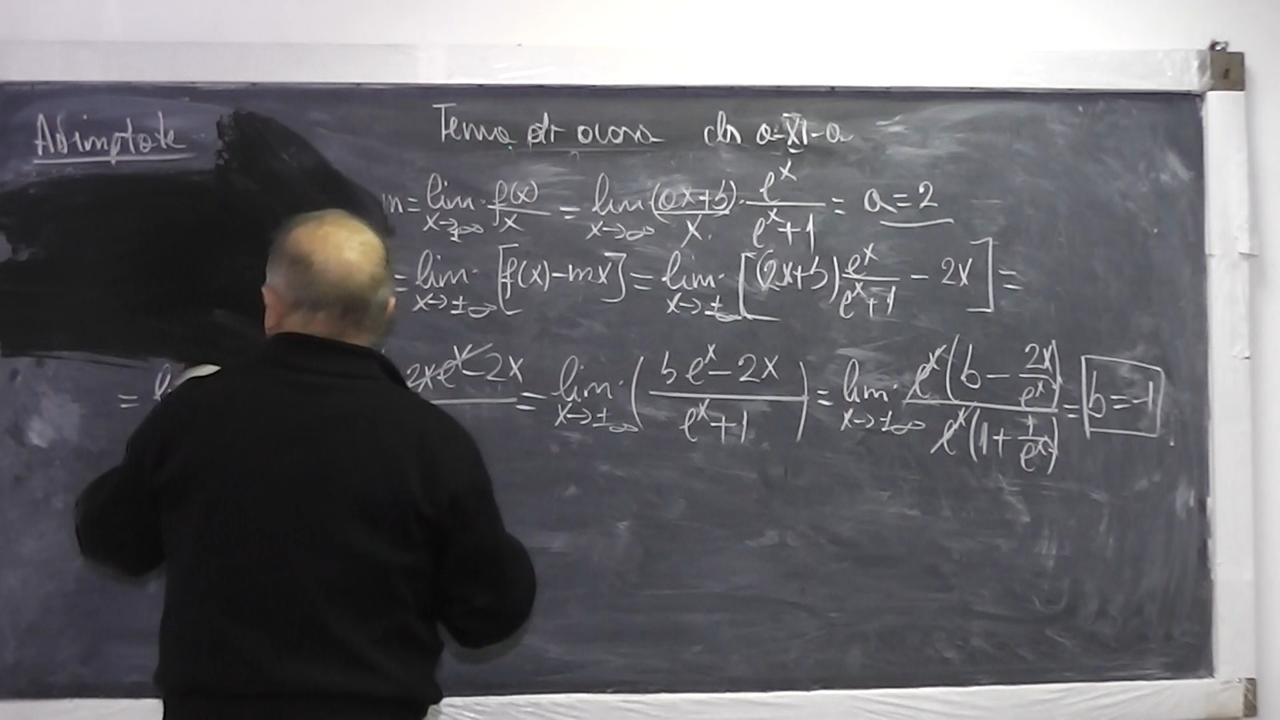 Asimptote
Tema pt acasa cls a-XI-a
m = lim x→±∞ f(x)/x = lim x→∞ (ax+b)/x · e^x/(e^x+1) = a=2
= lim x→±∞ [f(x)-mx] = lim x→±∞ [(2x+b) e^x/(e^x+1) - 2x] =
= 2xe^x-2x = lim x→±∞ ((be^x-2x)/(e^x+1)) = lim x→±∞ e^x(b - 2x/e^x)/(e^x(1+1/e^x)) = b=-1